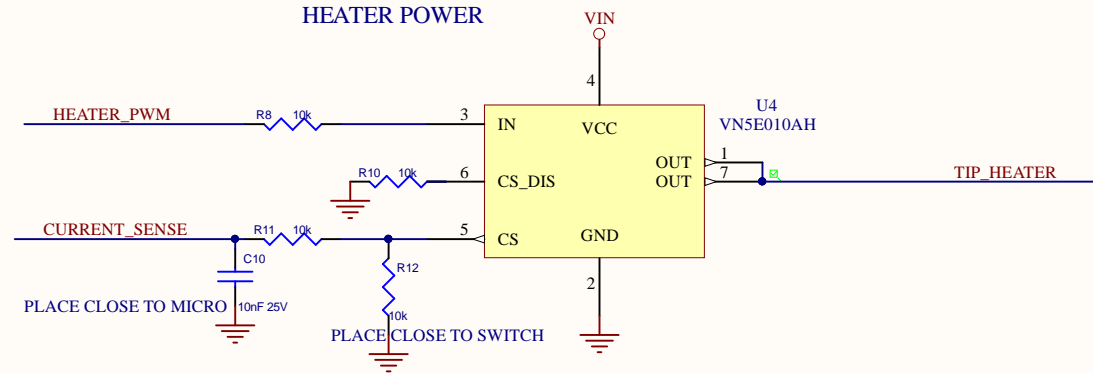 HEATER POWER
VIN
4
HEATER_PWM
R8 10k
3
IN
VCC
U4
VN5E010AH
R10 10k
6
CS_DIS
OUT
1
OUT
7
TIP_HEATER
CURRENT_SENSE
R11 10k
5
CS
GND
C10
R12
2
PLACE CLOSE TO MICRO
10nF 25V
10k
PLACE CLOSE TO SWITCH